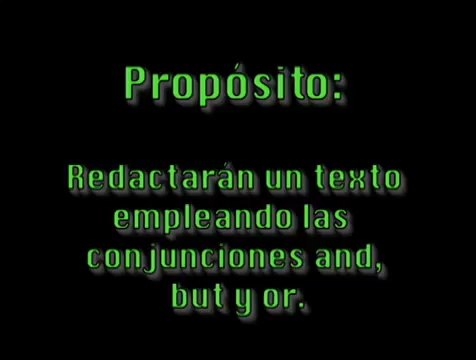 Propósito:
Redactarán un texto
empleando las
conjunciones and,
but y or.